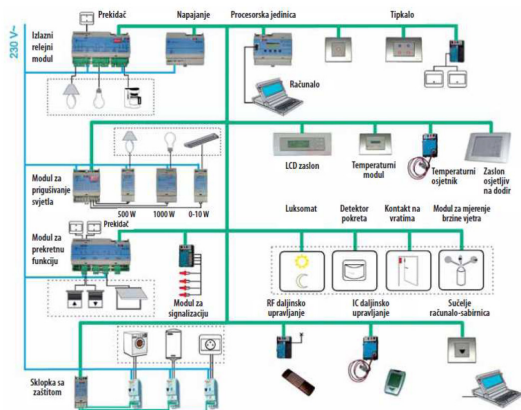 230 V~
Izlazni
relejni
modul
Prekidač
Napajanje
Procesorska jedinica
Tipkalo
Računalo
Modul za
prigušivanje
svjetla
500 W
1000 W
0-10 W
LCD zaslon
Temperaturni
modul
Temperaturni
osjetnik
Zaslon
osjetljiv
na dodir
Modul za
prekretnu
funkciju
Prekidač
Modul za
signalizaciju
Luksomat
Detektor
pokreta
Kontakt na
vratima
Modul za mjerenje
brzine vjetra
RF daljinsko
upravljanje
IC daljinsko
upravljanje
Sučelje
računalo-sabirnica
Sklopka sa
zaštitom